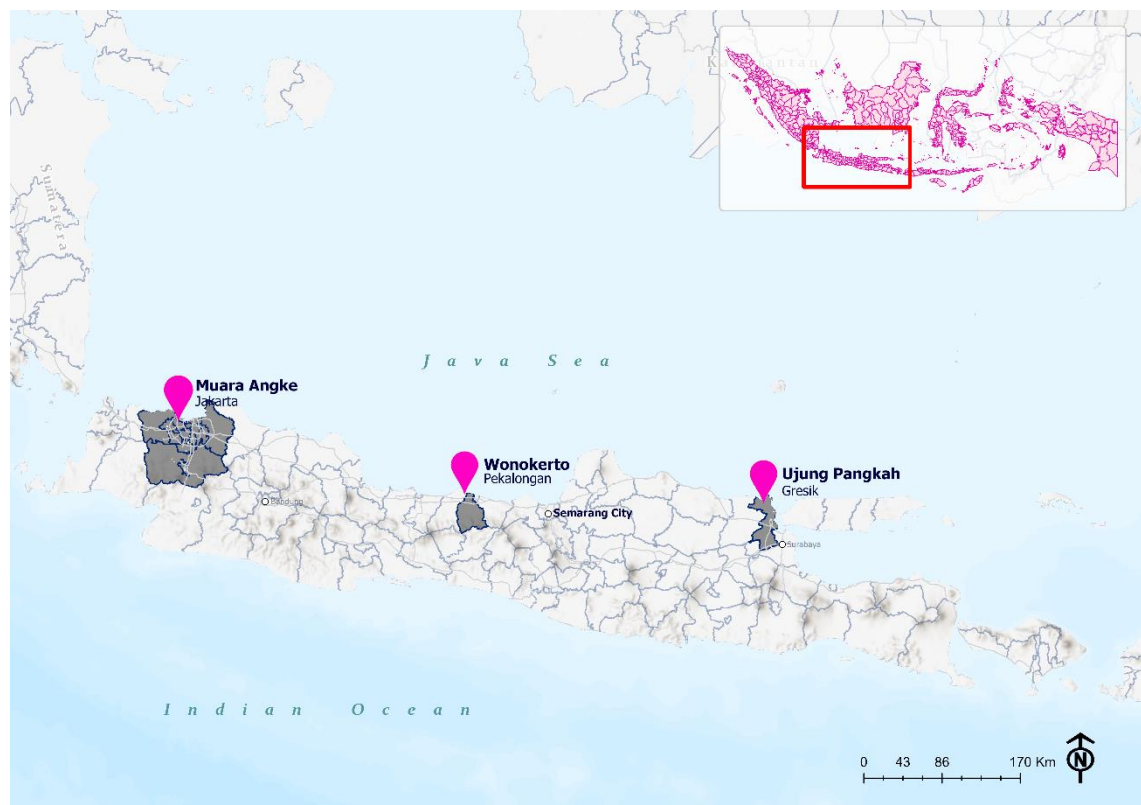 Kalimantan
Sumatera
Java Sea
Muara Angke
Jakarta
Wonokerto
Pekalongan
Ujung Pangkah
Gresik
Bandung
Semarang City
Surabaya
Indian Ocean
0 43 86 170 Km
N